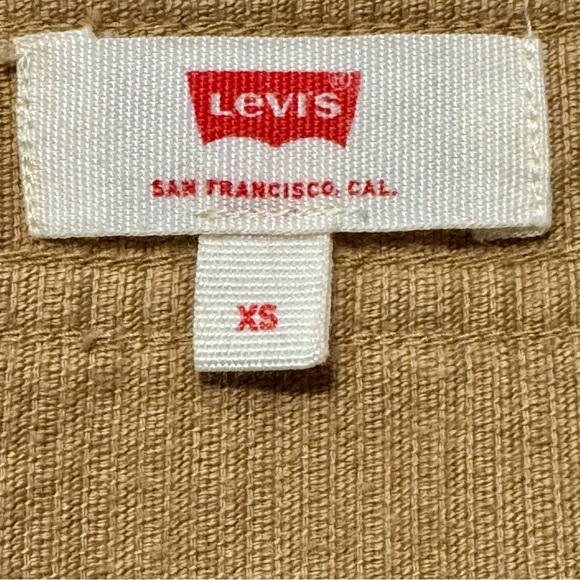 Levi's®
SAN FRANCISCO, CAL.
XS